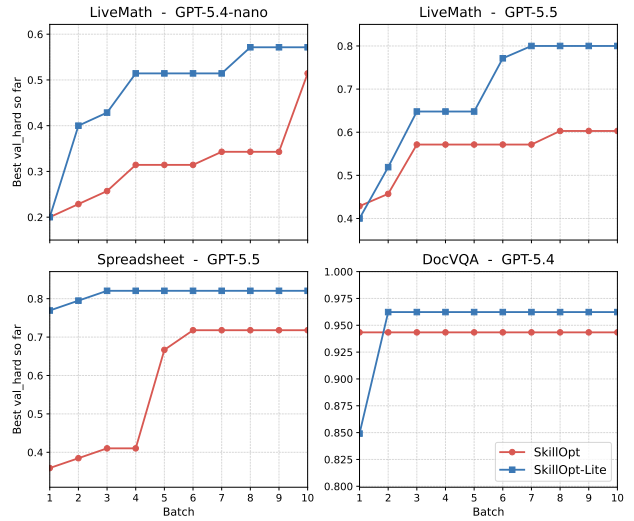 LiveMath - GPT-5.4-nano
LiveMath - GPT-5.5
Best val_hard so far
0.6
0.5
0.4
0.3
0.2
0.8
0.7
0.6
0.5
0.4
Spreadsheet - GPT-5.5
DocVQA - GPT-5.4
Best val_hard so far
0.8
0.7
0.6
0.5
0.4
1 2 3 4 5 6 7 8 9 10
Batch
1.000
0.975
0.950
0.925
0.900
0.875
0.850
0.825
0.800
SkillOpt
SkillOpt-Lite
1 2 3 4 5 6 7 8 9 10
Batch